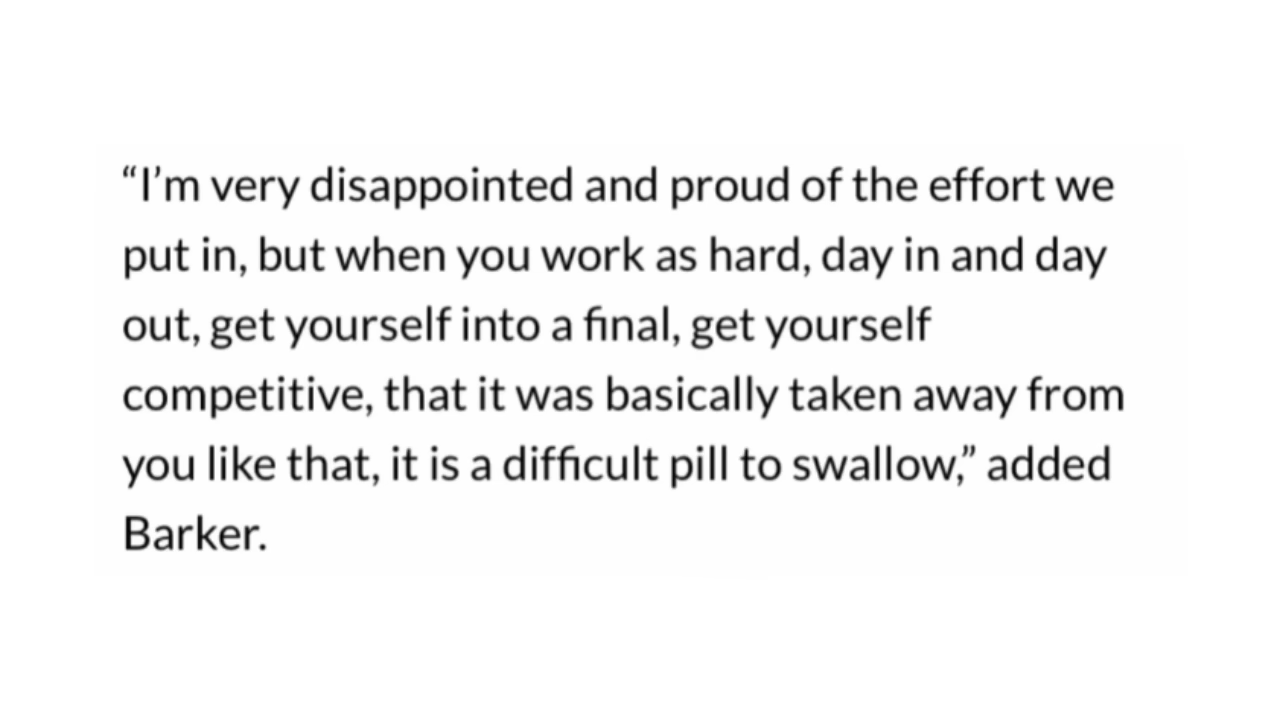 “I’m very disappointed and proud of the effort we
put in, but when you work as hard, day in and day
out, get yourself into a final, get yourself
competitive, that it was basically taken away from
you like that, it is a difficult pill to swallow,” added
Barker.